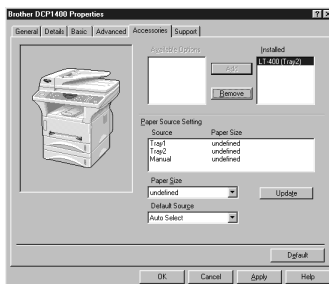 Brother DCP1400 Properties
General Details Basic Advanced Accessories Support
Available Options
Installed
LT-400 (Tray2)
Add
Remove
Paper Source Setting
Source Paper Size
Tray1 undefined
Tray2 undefined
Manual undefined
Paper Size
undefined
Update
Default Source
Auto Select
Default
OK Cancel Apply Help